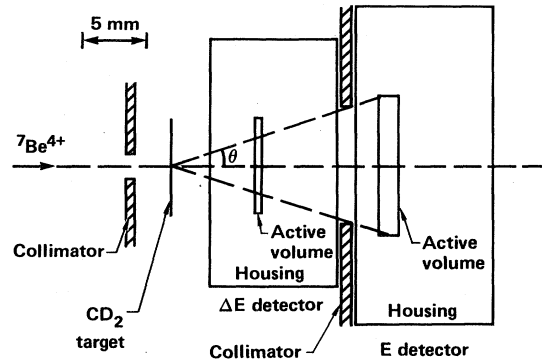 5 mm
⁷Be⁴⁺
θ
Collimator
Active
volume
Active
volume
Housing
ΔE detector
Housing
CD₂
target
Collimator
E detector